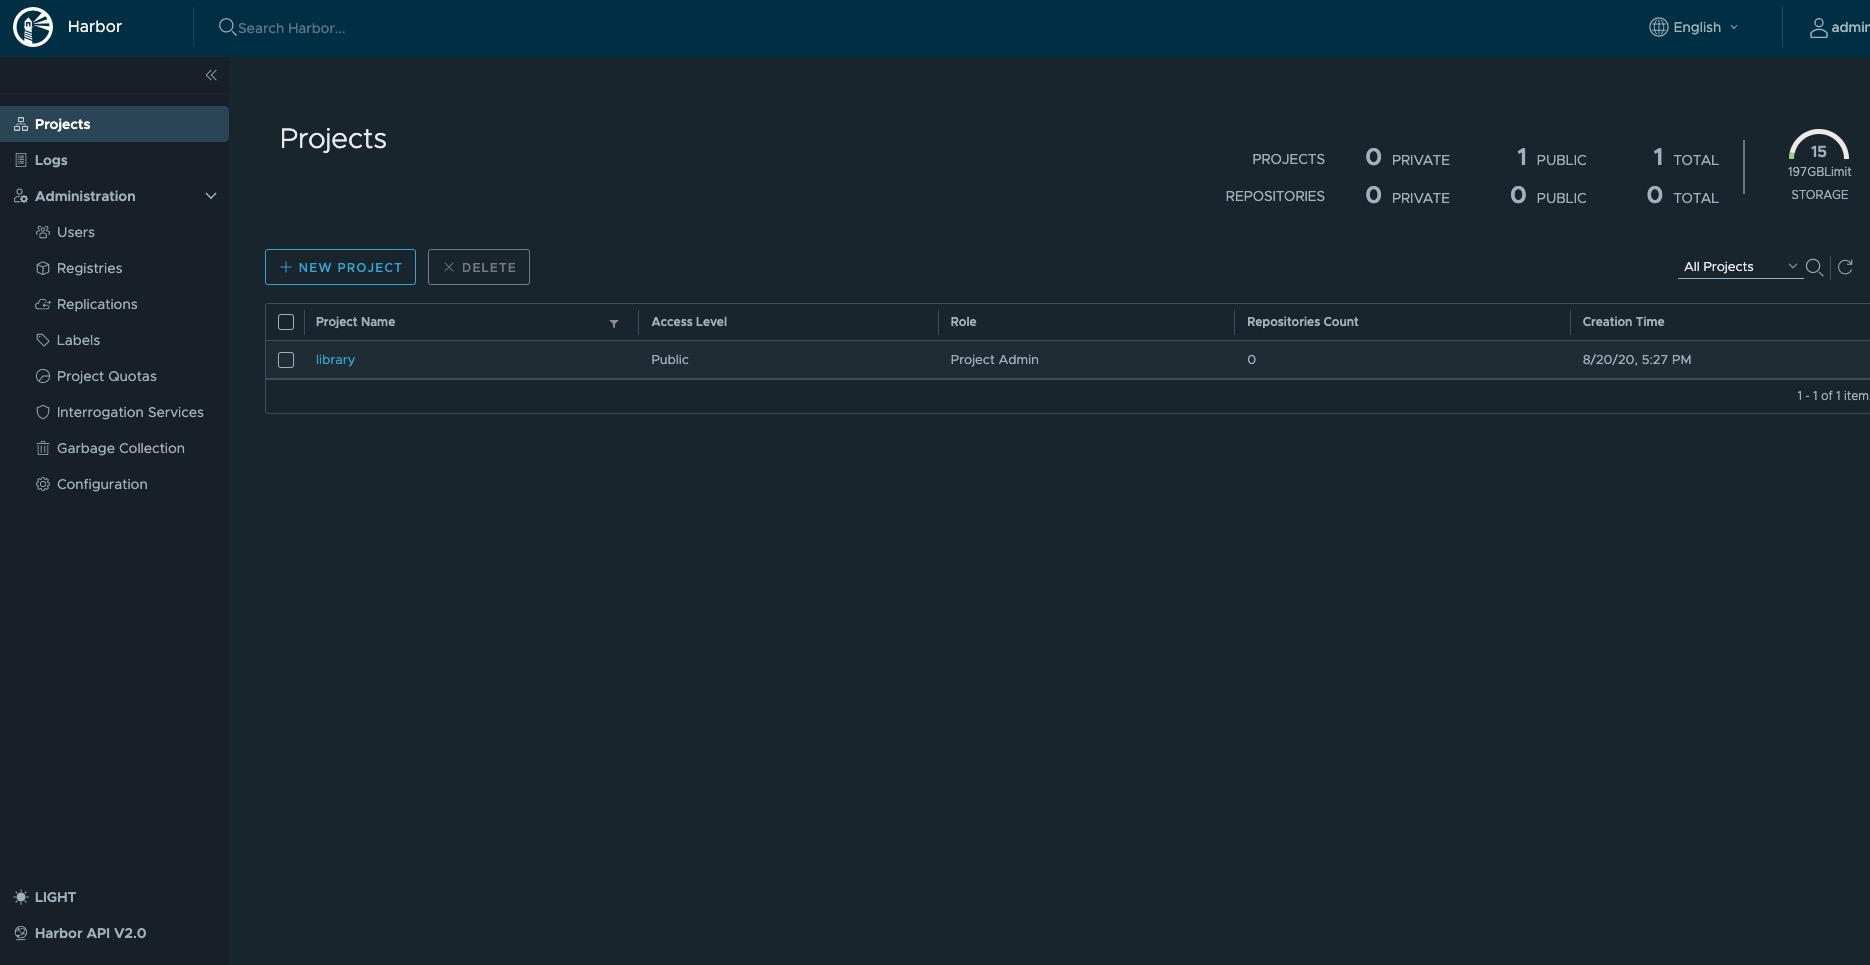 Harbor
Search Harbor...
English
admin
Projects
Logs
Administration
Users
Registries
Replications
Labels
Project Quotas
Interrogation Services
Garbage Collection
Configuration
LIGHT
Harbor API V2.0
Projects
PROJECTS 0 PRIVATE 1 PUBLIC 1 TOTAL
REPOSITORIES 0 PRIVATE 0 PUBLIC 0 TOTAL
15
197GBLimit
STORAGE
NEW PROJECT DELETE
All Projects
Project Name Access Level Role Repositories Count Creation Time
library Public Project Admin 0 8/20/20, 5:27 PM
1 - 1 of 1 items